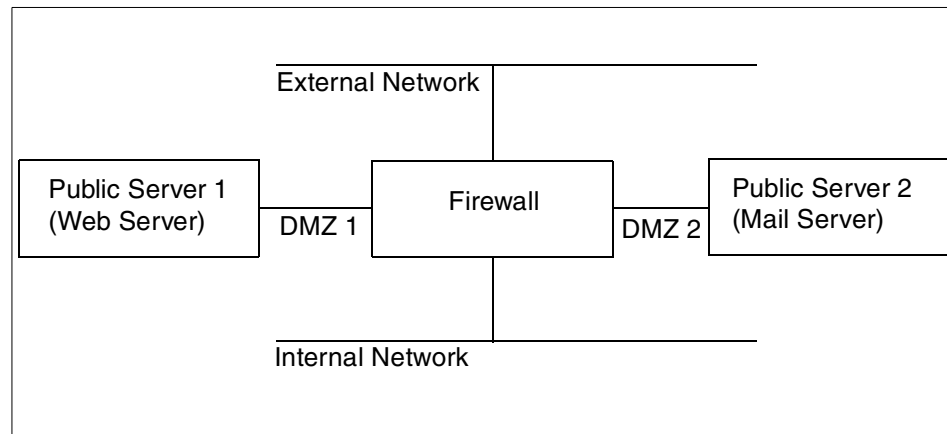 External Network
Public Server 1
(Web Server)
DMZ 1
Firewall
DMZ 2
Public Server 2
(Mail Server)
Internal Network